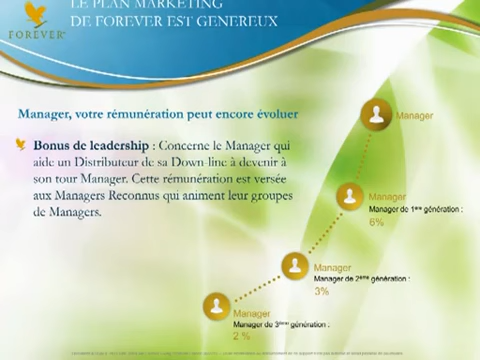 LE PLAN MARKETING
DE FOREVER EST GENEREUX
FOREVER
Manager, votre rémunération peut encore évoluer
Bonus de leadership : Concerne le Manager qui
aide un Distributeur de sa Down-line à devenir à
son tour Manager. Cette rémunération est versée
aux Managers Reconnus qui animent leur groupes
de Managers.
Manager
Manager
Manager de 1ère génération :
6%
Manager
Manager de 2ème génération :
3%
Manager
Manager de 3ème génération :
2 %